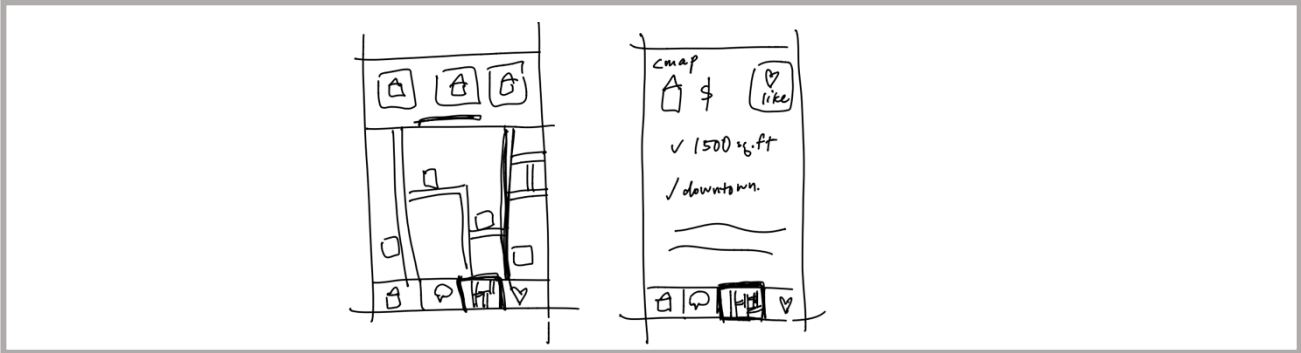 < map
$
like
✓ 1500 sq.ft
✓ downtown.